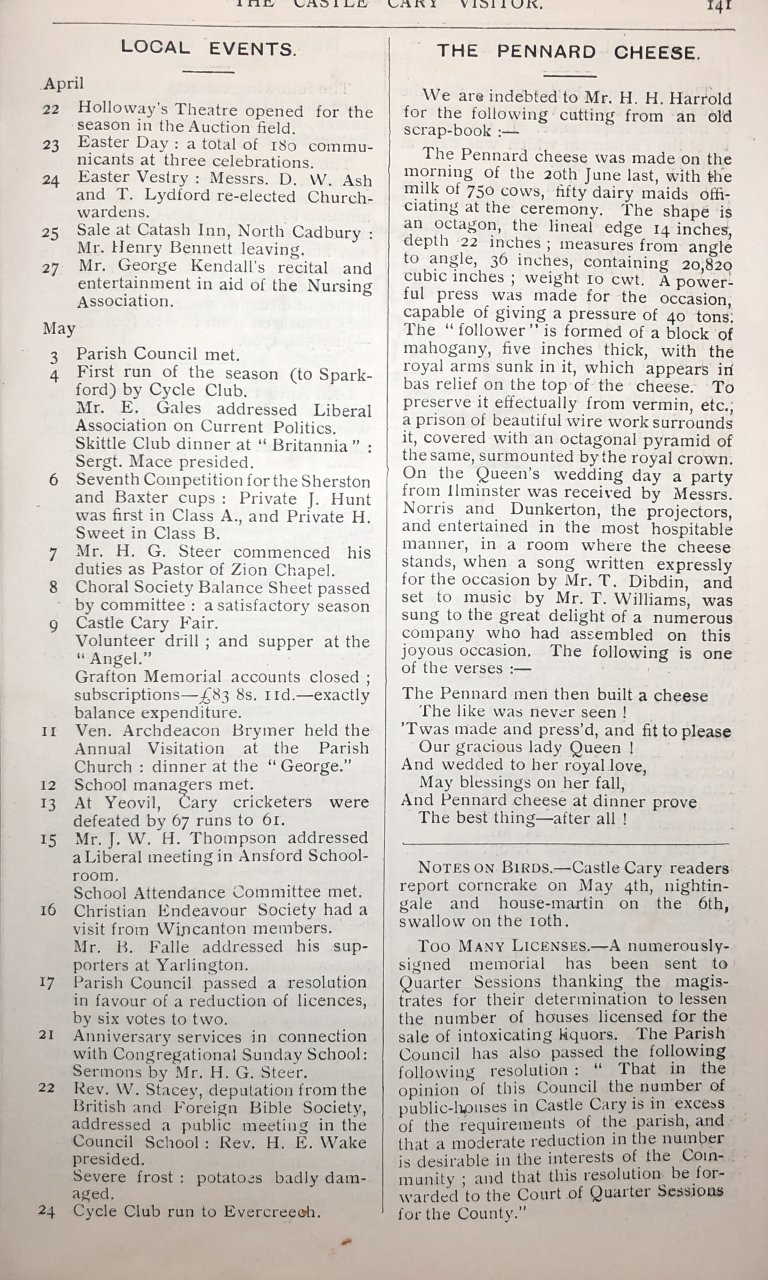 THE CASTLE CARY VISITOR. 141
LOCAL EVENTS.
April
22 Holloway's Theatre opened for the
season in the Auction field.
23 Easter Day : a total of 180 commu-
nicants at three celebrations.
24 Easter Vestry : Messrs. D. W. Ash
and T. Lydford re-elected Church-
wardens.
25 Sale at Catash Inn, North Cadbury :
Mr. Henry Bennett leaving.
27 Mr. George Kendall's recital and
entertainment in aid of the Nursing
Association.
May
3 Parish Council met.
4 First run of the season (to Spark-
ford) by Cycle Club.
Mr. E. Gales addressed Liberal
Association on Current Politics.
Skittle Club dinner at “ Britannia ” :
Sergt. Mace presided.
6 Seventh Competition for the Sherston
and Baxter cups : Private J. Hunt
was first in Class A., and Private H.
Sweet in Class B.
7 Mr. H. G. Steer commenced his
duties as Pastor of Zion Chapel.
8 Choral Society Balance Sheet passed
by committee : a satisfactory season
9 Castle Cary Fair.
Volunteer drill ; and supper at the
“ Angel.”
Grafton Memorial accounts closed ;
subscriptions—£83 8s. 11d.—exactly
balance expenditure.
11 Ven. Archdeacon Brymer held the
Annual Visitation at the Parish
Church : dinner at the “ George.”
12 School managers met.
13 At Yeovil, Cary cricketers were
defeated by 67 runs to 61.
15 Mr. J. W. H. Thompson addressed
a Liberal meeting in Ansford School-
room.
School Attendance Committee met.
16 Christian Endeavour Society had a
visit from Wincanton members.
Mr. B. Falle addressed his sup-
porters at Yarlington.
17 Parish Council passed a resolution
in favour of a reduction of licences,
by six votes to two.
21 Anniversary services in connection
with Congregational Sunday School:
Sermons by Mr. H. G. Steer.
22 Rev. W. Stacey, deputation from the
British and Foreign Bible Society,
addressed a public meeting in the
Council School : Rev. H. E. Wake
presided.
Severe frost : potatoes badly dam-
aged.
24 Cycle Club run to Evercreech.
THE PENNARD CHEESE.
We are indebted to Mr. H. H. Harrold
for the following cutting from an old
scrap-book :—
The Pennard cheese was made on the
morning of the 20th June last, with the
milk of 750 cows, fifty dairy maids offi-
ciating at the ceremony. The shape is
an octagon, the lineal edge 14 inches,
depth 22 inches ; measures from angle
to angle, 36 inches, containing 20,829
cubic inches ; weight 10 cwt. A power-
ful press was made for the occasion,
capable of giving a pressure of 40 tons.
The “ follower ” is formed of a block of
mahogany, five inches thick, with the
royal arms sunk in it, which appears in
bas relief on the top of the cheese. To
preserve it effectually from vermin, etc.,
a prison of beautiful wire work surrounds
it, covered with an octagonal pyramid of
the same, surmounted by the royal crown.
On the Queen's wedding day a party
from Ilminster was received by Messrs.
Norris and Dunkerton, the projectors,
and entertained in the most hospitable
manner, in a room where the cheese
stands, when a song written expressly
for the occasion by Mr. T. Dibdin, and
set to music by Mr. T. Williams, was
sung to the great delight of a numerous
company who had assembled on this
joyous occasion. The following is one
of the verses :—
The Pennard men then built a cheese
The like was never seen !
'Twas made and press'd, and fit to please
Our gracious lady Queen !
And wedded to her royal love,
May blessings on her fall,
And Pennard cheese at dinner prove
The best thing—after all !
NOTES ON BIRDS.—Castle Cary readers
report corncrake on May 4th, nightin-
gale and house-martin on the 6th,
swallow on the 10th.
TOO MANY LICENSES.—A numerously-
signed memorial has been sent to
Quarter Sessions thanking the magis-
trates for their determination to lessen
the number of houses licensed for the
sale of intoxicating liquors. The Parish
Council has also passed the following
following resolution : “ That in the
opinion of this Council the number of
public-houses in Castle Cary is in excess
of the requirements of the parish, and
that a moderate reduction in the number
is desirable in the interests of the Com-
munity ; and that this resolution be for-
warded to the Court of Quarter Sessions
for the County.”